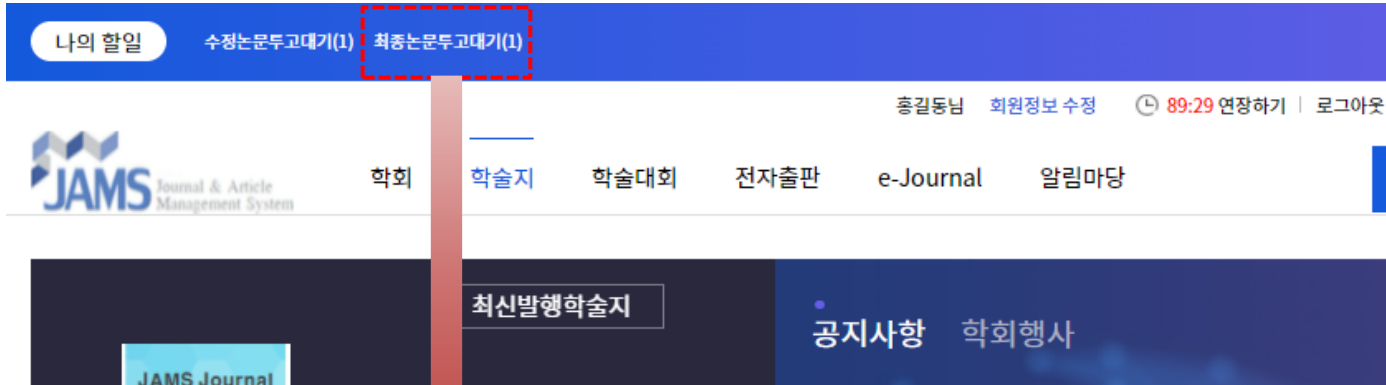 나의 할일 수정논문투고대기(1) 최종논문투고대기(1)
홍길동님 회원정보 수정 89:29 연장하기 로그아웃
JAMS Journal & Article
Management System
학회 학술지 학술대회 전자출판 e-Journal 알림마당
최신발행학술지
공지사항 학회행사
JAMS Journal